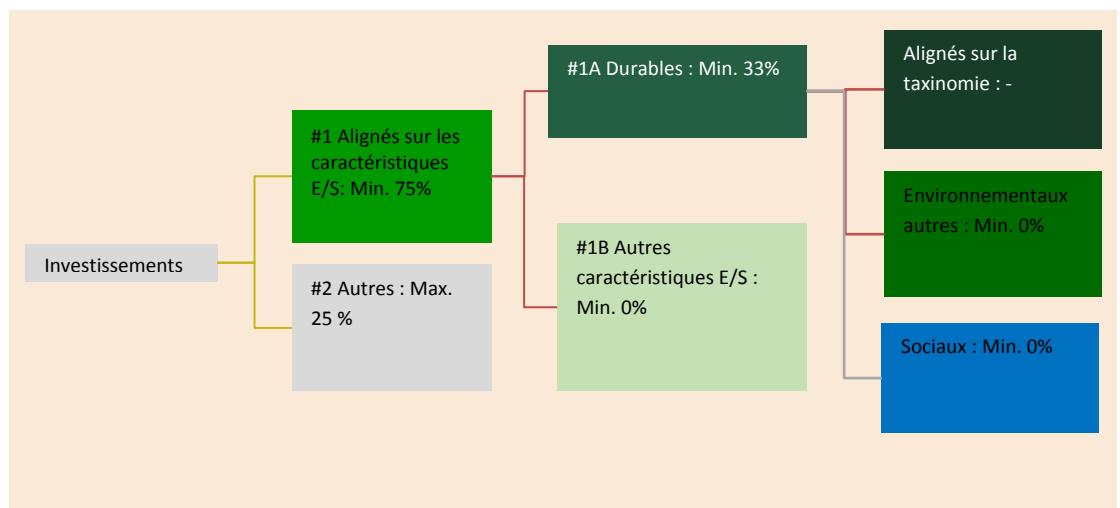 Investissements
#1 Alignés sur les
caractéristiques
E/S: Min. 75%
#2 Autres : Max.
25 %
#1A Durables : Min. 33%
#1B Autres
caractéristiques E/S :
Min. 0%
Alignés sur la
taxinomie : -
Environnementaux
autres : Min. 0%
Sociaux : Min. 0%